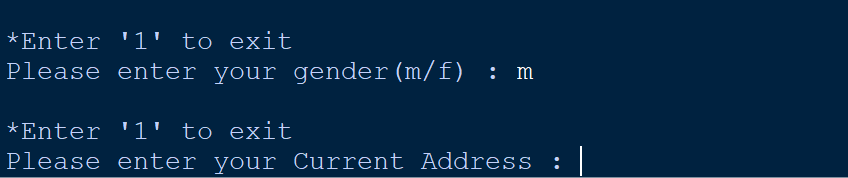 *Enter '1' to exit
Please enter your gender(m/f) : m
*Enter '1' to exit
Please enter your Current Address :